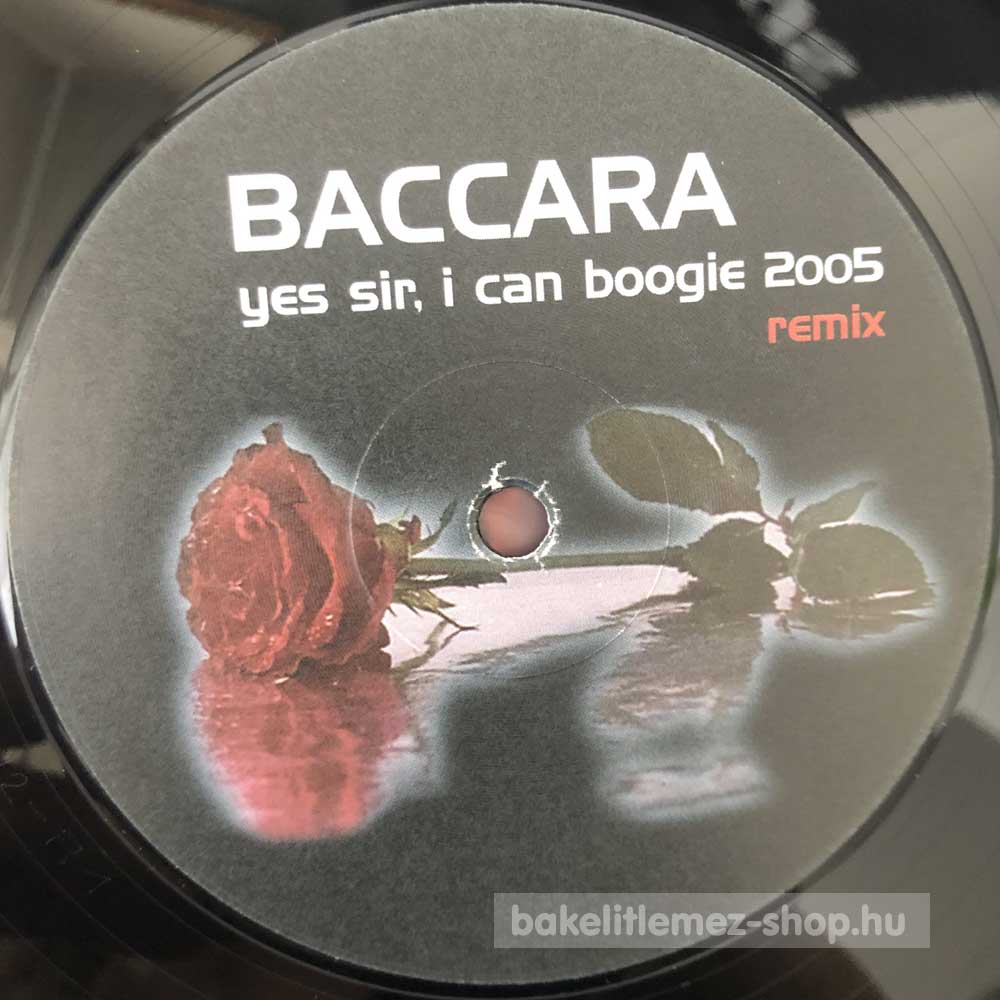 BACCARA
yes sir, i can boogie 2005
remix
bakelitlemez-shop.hu